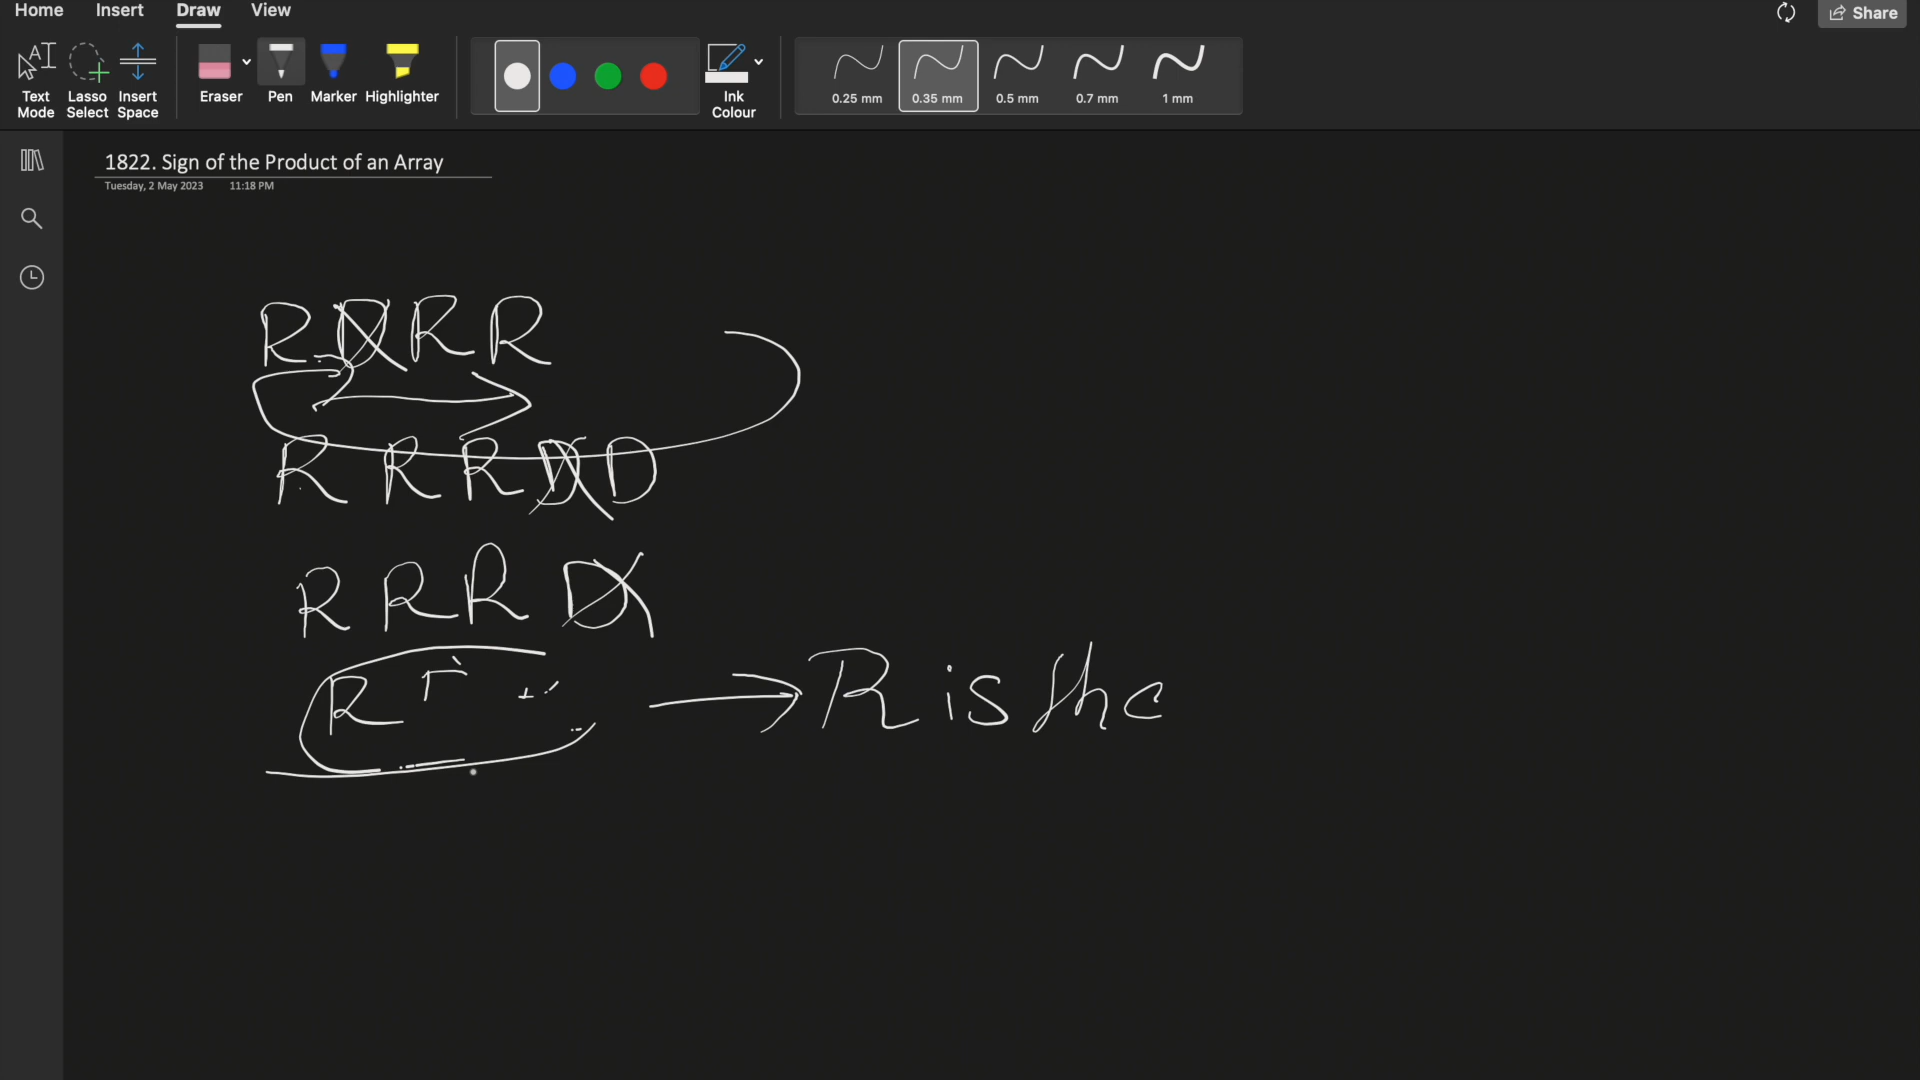 Home Insert Draw View
Share
Text Mode
Lasso Select
Insert Space
Eraser
Pen
Marker
Highlighter
Ink Colour
0.25 mm
0.35 mm
0.5 mm
0.7 mm
1 mm
1822. Sign of the Product of an Array
Tuesday, 2 May 2023 11:18 PM
R D R R
R R R D D
R R R D
R → R is the